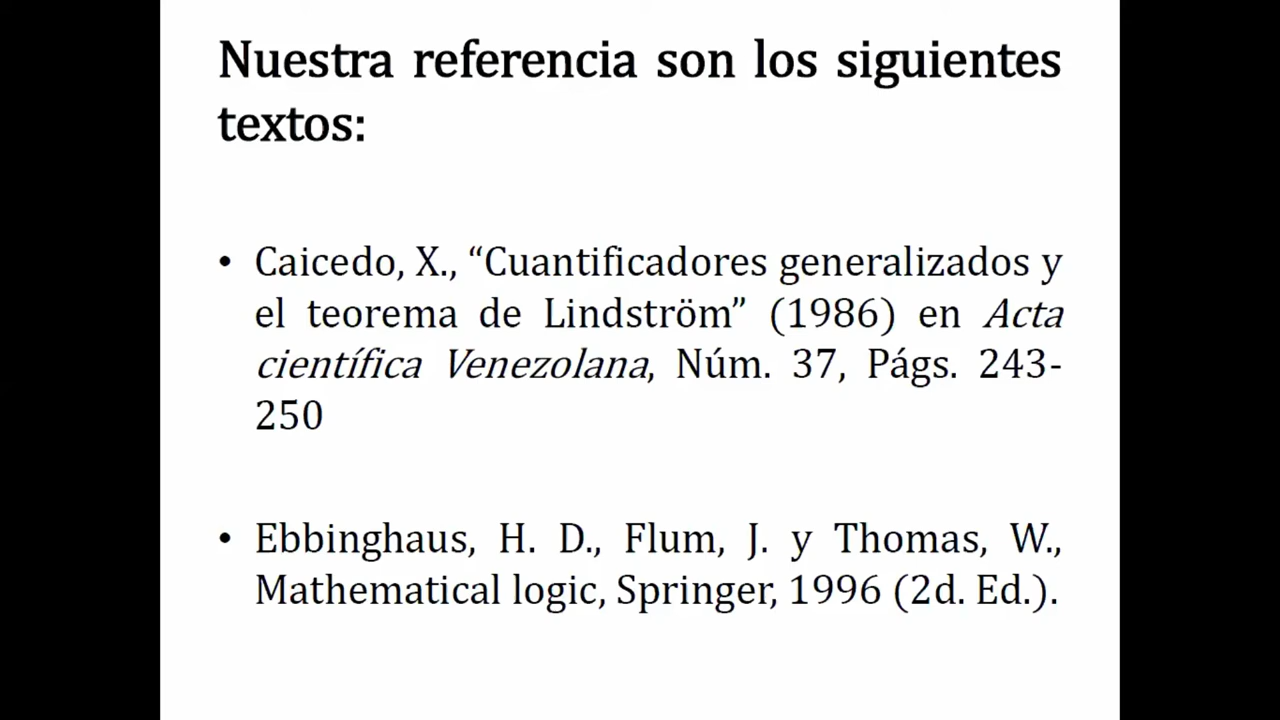 Nuestra referencia son los siguientes
textos:
• Caicedo, X., “Cuantificadores generalizados y
el teorema de Lindström” (1986) en Acta
científica Venezolana, Núm. 37, Págs. 243-
250
• Ebbinghaus, H. D., Flum, J. y Thomas, W.,
Mathematical logic, Springer, 1996 (2d. Ed.).